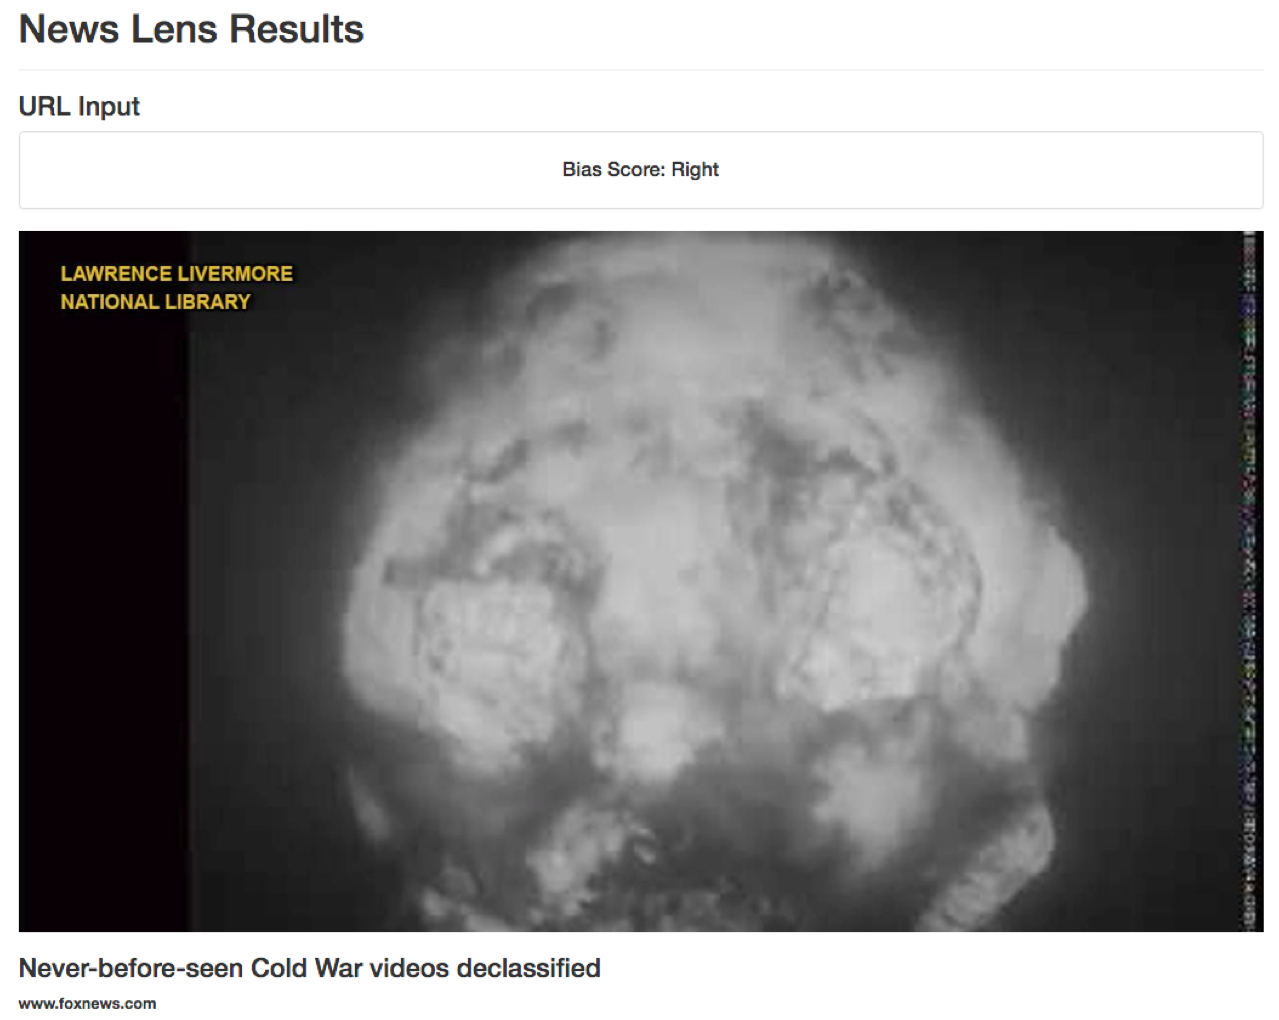 News Lens Results
URL Input
Bias Score: Right
LAWRENCE LIVERMORE
NATIONAL LIBRARY
Never-before-seen Cold War videos declassified
www.foxnews.com